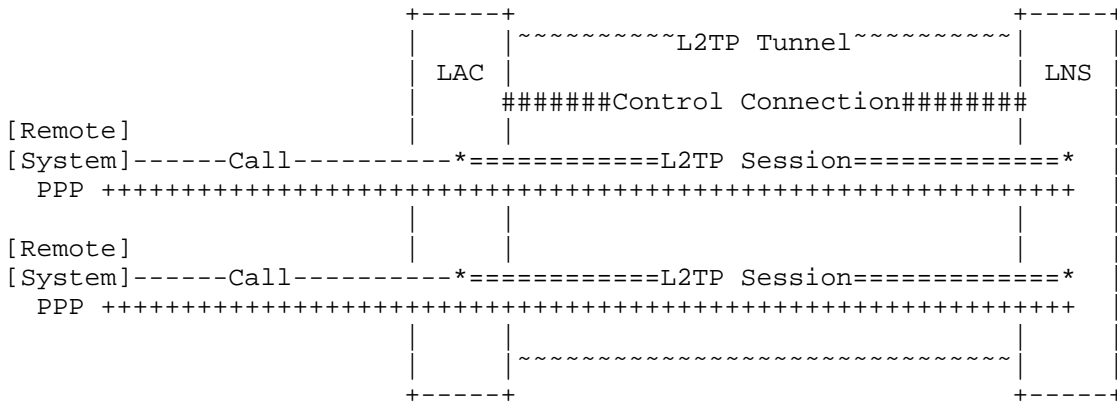 +-----+ +-----+
| |~~~~~~~~~~L2TP Tunnel~~~~~~~~~~| |
| LAC | | LNS |
| #######Control Connection######## |
[Remote] | | | |
[System]------Call----------*============L2TP Session=============*
PPP +++++++++++++++++++++++++++++++++++++++++++++++++++++++++++++
| | | |
[Remote] | | | |
[System]------Call----------*============L2TP Session=============*
PPP +++++++++++++++++++++++++++++++++++++++++++++++++++++++++++++
| | | |
| |~~~~~~~~~~~~~~~~~~~~~~~~~~~~~~~| |
+-----+ +-----+